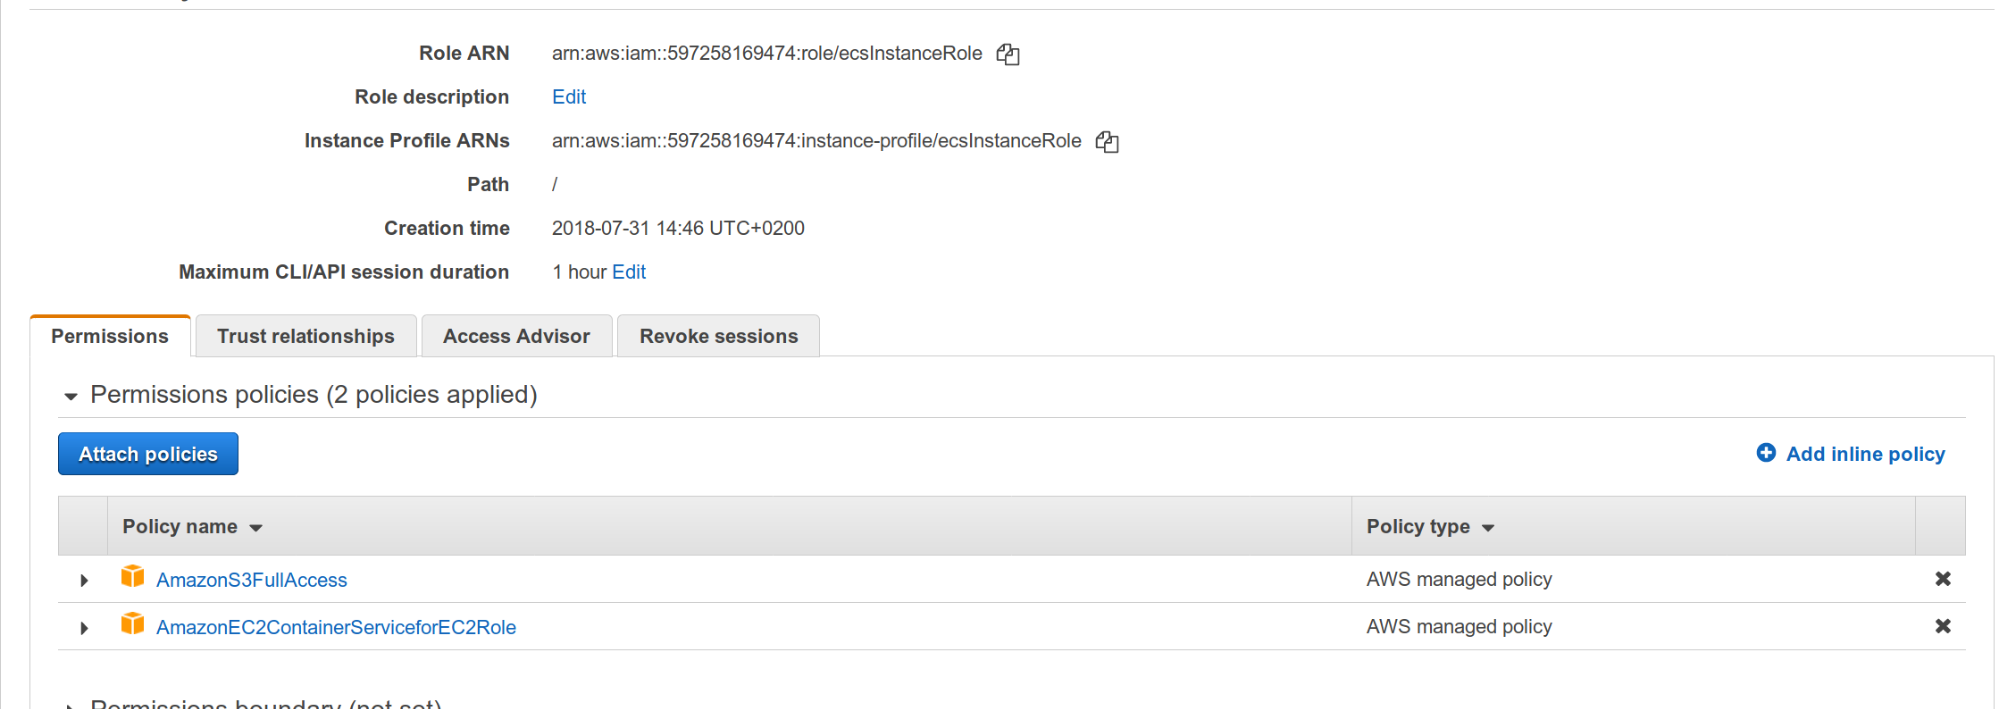 Role ARN arn:aws:iam::597258169474:role/ecsInstanceRole
Role description Edit
Instance Profile ARNs arn:aws:iam::597258169474:instance-profile/ecsInstanceRole
Path /
Creation time 2018-07-31 14:46 UTC+0200
Maximum CLI/API session duration 1 hour Edit
Permissions Trust relationships Access Advisor Revoke sessions
Permissions policies (2 policies applied)
Attach policies Add inline policy
Policy name Policy type
AmazonS3FullAccess AWS managed policy
AmazonEC2ContainerServiceforEC2Role AWS managed policy
Permissions boundary (not set)